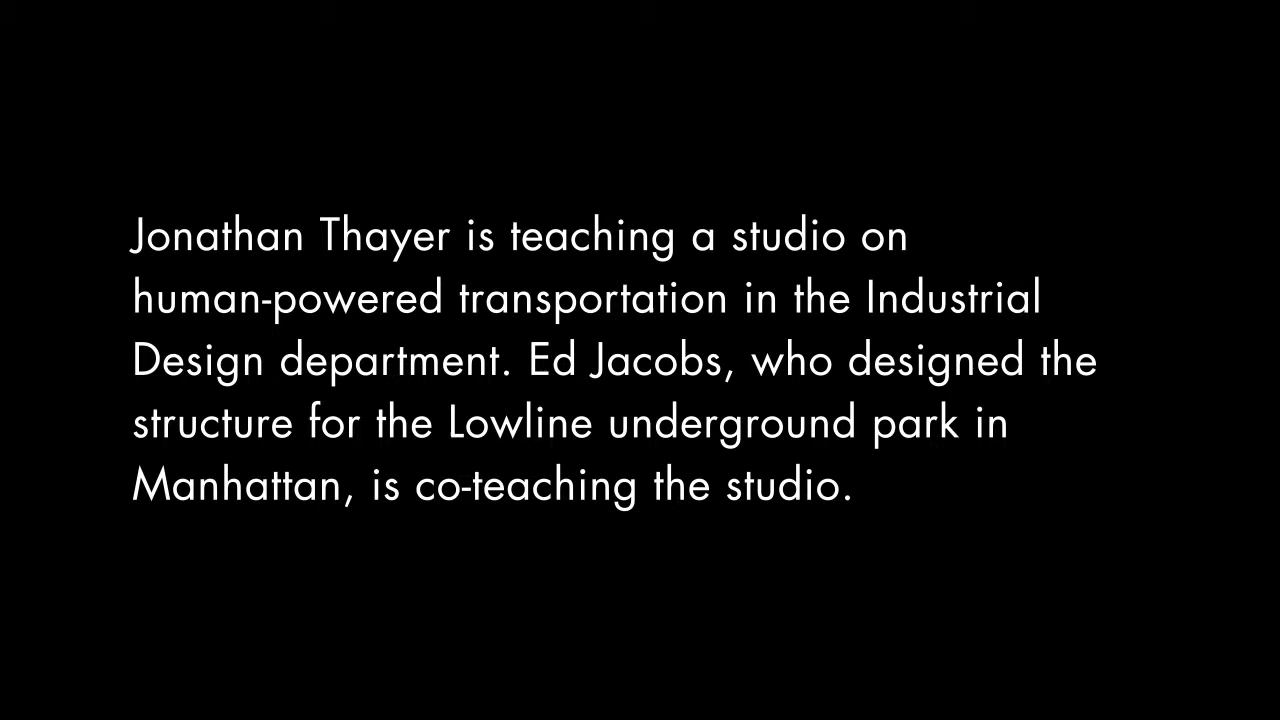 Jonathan Thayer is teaching a studio on
human-powered transportation in the Industrial
Design department. Ed Jacobs, who designed the
structure for the Lowline underground park in
Manhattan, is co-teaching the studio.